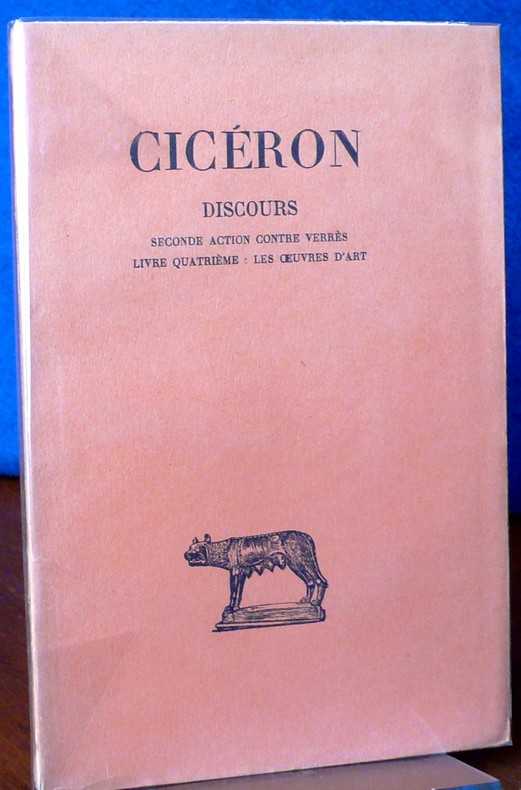 CICÉRON
DISCOURS
SECONDE ACTION CONTRE VERRÈS
LIVRE QUATRIÈME : LES ŒUVRES D'ART